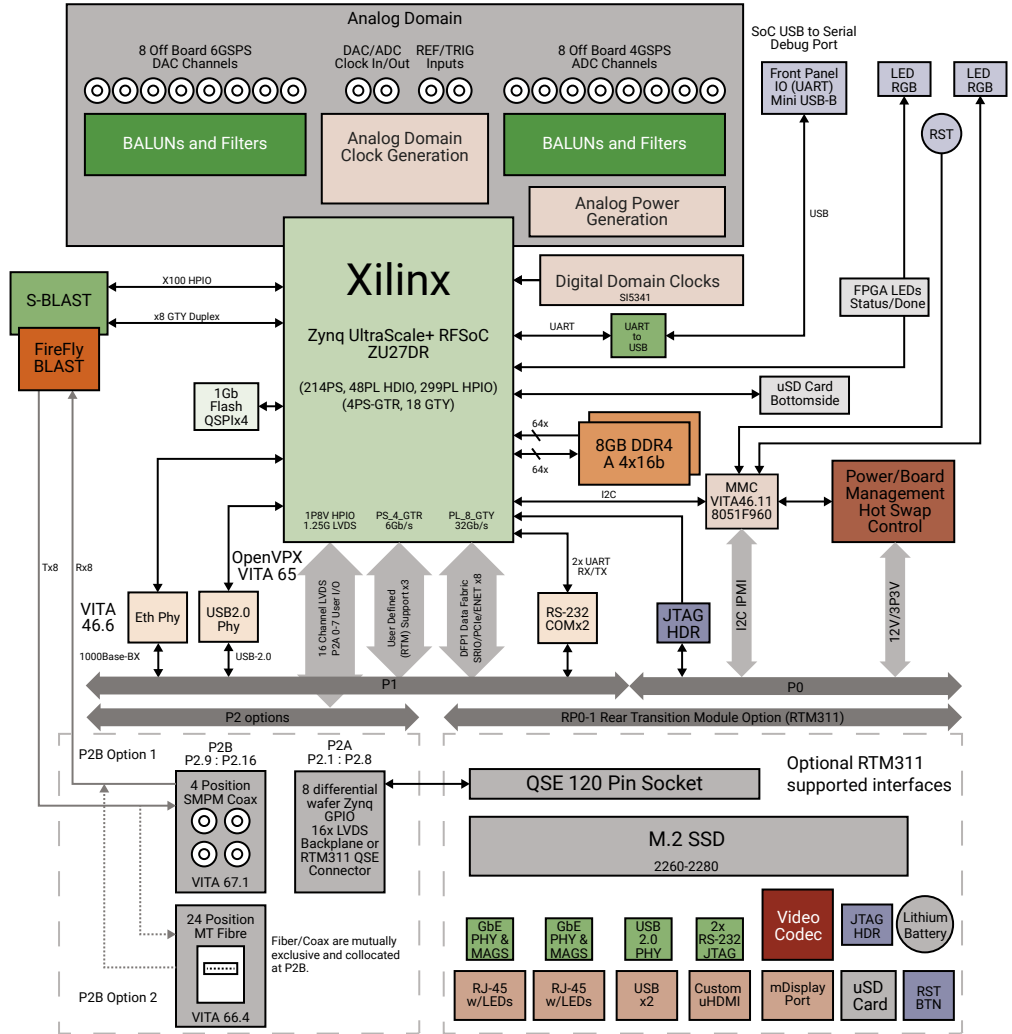 Analog Domain
8 Off Board 6GSPS
DAC Channels
DAC/ADC
Clock In/Out
REF/TRIG
Inputs
8 Off Board 4GSPS
ADC Channels
BALUNs and Filters
Analog Domain
Clock Generation
BALUNs and Filters
Analog Power
Generation
SoC USB to Serial
Debug Port
Front Panel
IO (UART)
Mini USB-B
LED
RGB
LED
RGB
RST
USB
S-BLAST
FireFly
BLAST
X100 HPIO
x8 GTY Duplex
Xilinx
Zynq UltraScale+ RFSoC
ZU27DR
(214PS, 48PL HDIO, 299PL HPIO)
(4PS-GTR, 18 GTY)
1P8V HPIO
1.25G LVDS
PS_4_GTR
6Gb/s
PL_8_GTY
32Gb/s
Digital Domain Clocks
SI5341
UART
UART
to
USB
FPGA LEDs
Status/Done
uSD Card
Bottomside
1Gb
Flash
QSPIx4
64x
64x
8GB DDR4
A 4x16b
I2C
MMC
VITA46.11
8051F960
Power/Board
Management
Hot Swap
Control
Tx8
Rx8
OpenVPX
VITA 65
VITA
46.6
Eth Phy
USB2.0
Phy
1000Base-BX
USB-2.0
16 Channel LVDS
P2A 0-7 User I/O
User Defined
(RTM) Support x3
DFP1 Data Fabric
SRIO/PCIe/ENET x8
2x UART
RX/TX
RS-232
COMx2
JTAG
HDR
I2C IPMI
12V/3P3V
P1
P0
P2 options
RP0-1 Rear Transition Module Option (RTM311)
P2B Option 1
P2B
P2.9 : P2.16
P2A
P2.1 : P2.8
4 Position
SMPM Coax
VITA 67.1
8 differential
wafer Zynq
GPIO
16x LVDS
Backplane or
RTM311 QSE
Connector
24 Position
MT Fibre
VITA 66.4
Fiber/Coax are mutually
exclusive and collocated
at P2B.
P2B Option 2
QSE 120 Pin Socket
Optional RTM311
supported interfaces
M.2 SSD
2260-2280
GbE
PHY &
MAGS
GbE
PHY &
MAGS
USB
2.0
PHY
2x
RS-232
JTAG
Video
Codec
JTAG
HDR
Lithium
Battery
RJ-45
w/LEDs
RJ-45
w/LEDs
USB
x2
Custom
uHDMI
mDisplay
Port
uSD
Card
RST
BTN